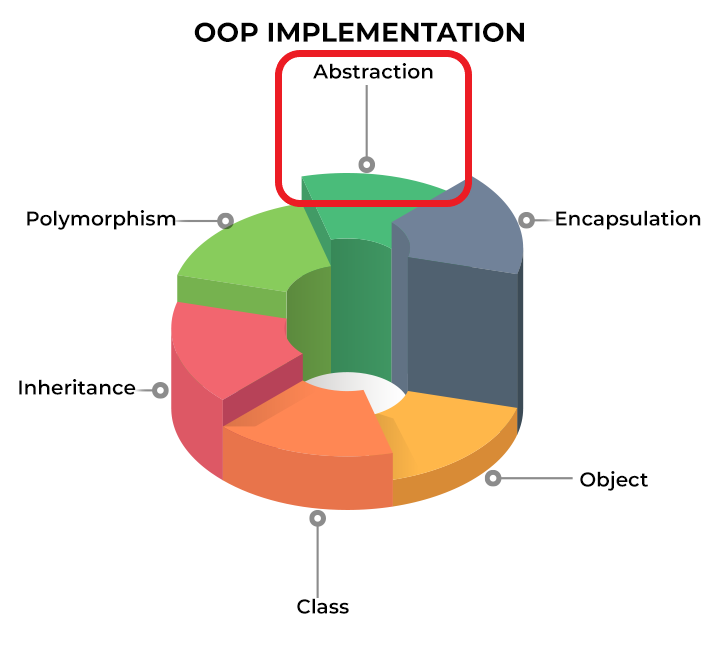 OOP IMPLEMENTATION
Abstraction
Polymorphism
Encapsulation
Inheritance
Object
Class